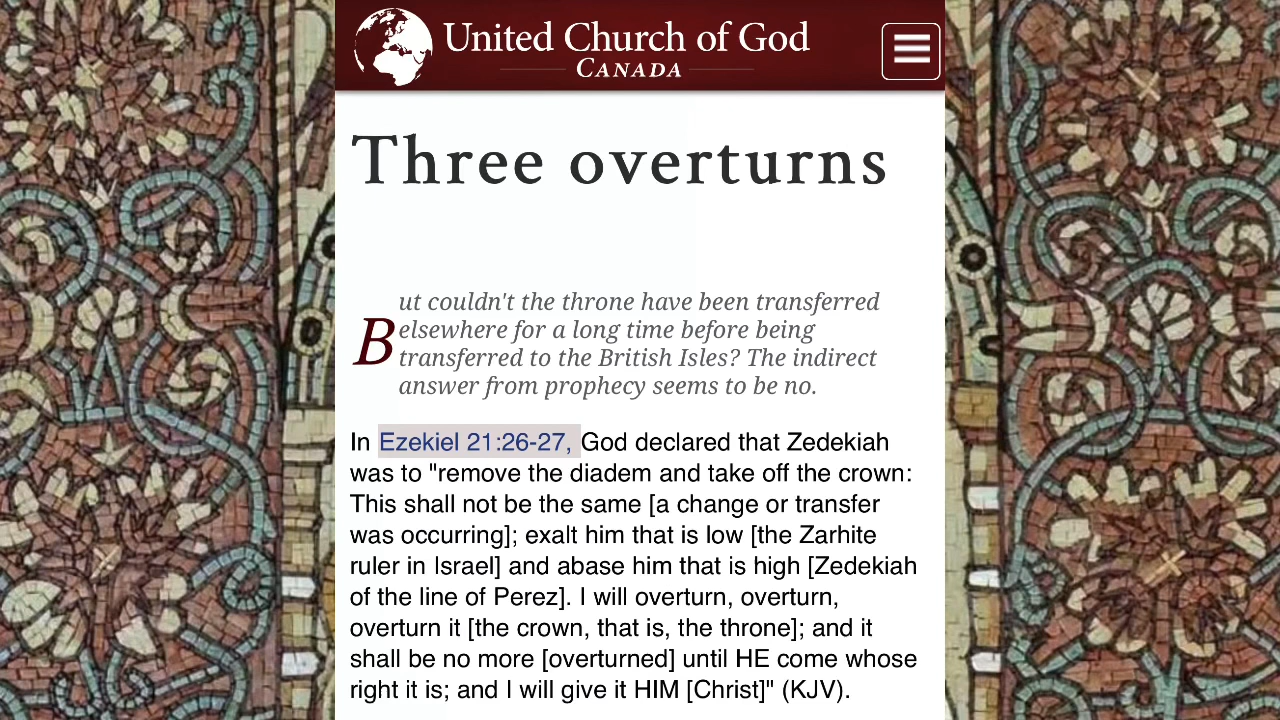 United Church of God
CANADA
Three overturns
But couldn't the throne have been transferred
elsewhere for a long time before being
transferred to the British Isles? The indirect
answer from prophecy seems to be no.
In Ezekiel 21:26-27, God declared that Zedekiah
was to "remove the diadem and take off the crown:
This shall not be the same [a change or transfer
was occurring]; exalt him that is low [the Zarhite
ruler in Israel] and abase him that is high [Zedekiah
of the line of Perez]. I will overturn, overturn,
overturn it [the crown, that is, the throne]; and it
shall be no more [overturned] until HE come whose
right it is; and I will give it HIM [Christ]" (KJV).